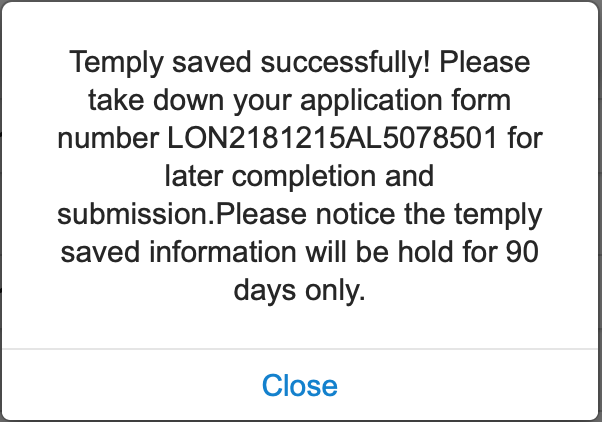 Temply saved successfully! Please
take down your application form
number LON2181215AL5078501 for
later completion and
submission.Please notice the temply
saved information will be hold for 90
days only.
Close